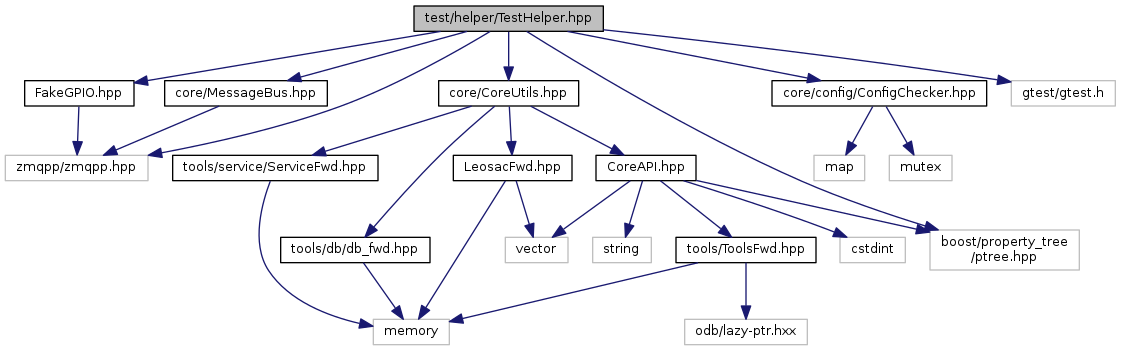 test/helper/TestHelper.hpp
FakeGPIO.hpp
core/MessageBus.hpp
core/CoreUtils.hpp
core/config/ConfigChecker.hpp
gtest/gtest.h
zmqpp/zmqpp.hpp
tools/service/ServiceFwd.hpp
LeosacFwd.hpp
CoreAPI.hpp
map
mutex
tools/db/db_fwd.hpp
vector
string
tools/ToolsFwd.hpp
cstdint
boost/property_tree
/ptree.hpp
memory
odb/lazy-ptr.hxx